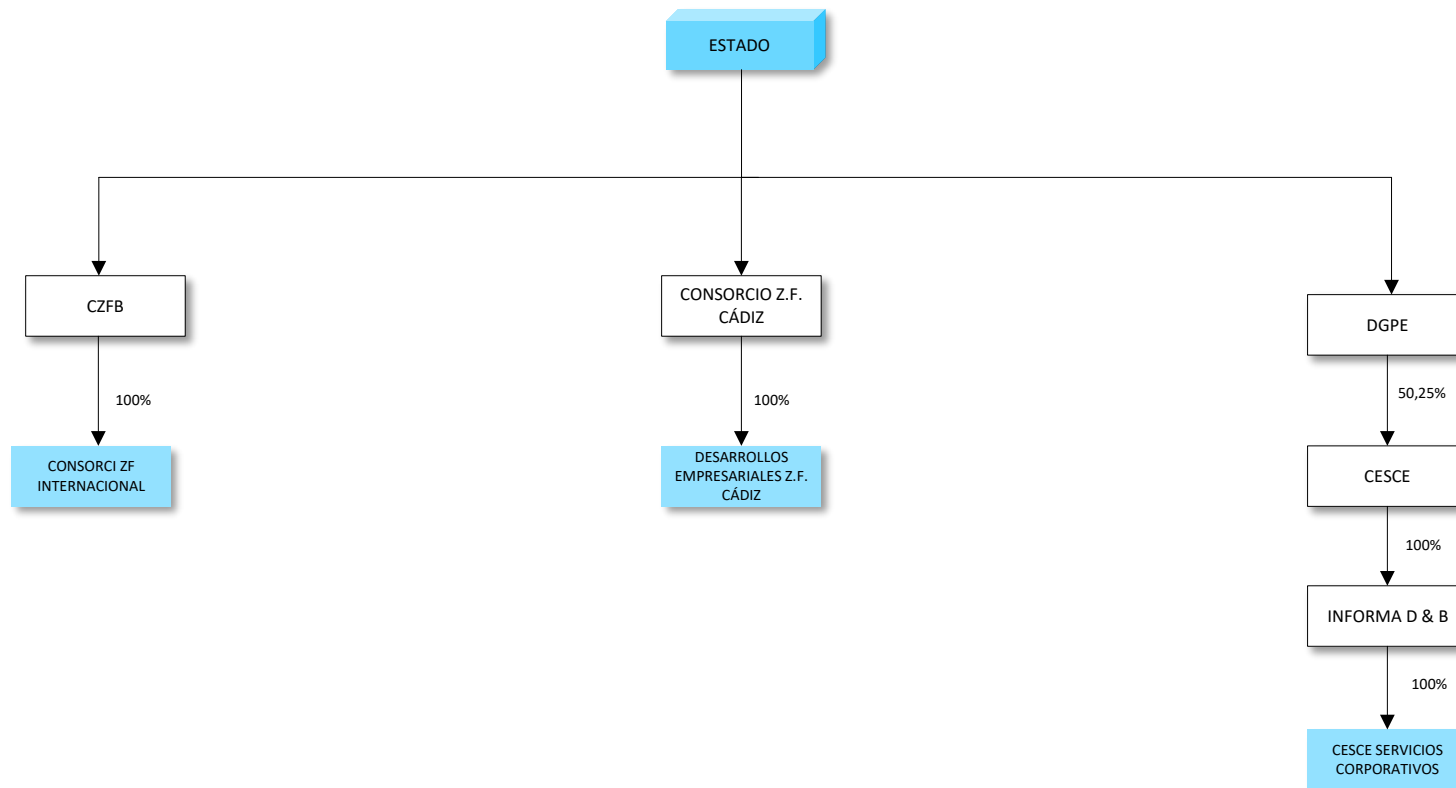 ESTADO
CZFB
CONSORCIO Z.F.
CÁDIZ
DGPE
100%
100%
50,25%
CONSORCI ZF
INTERNACIONAL
DESARROLLOS
EMPRESARIALES Z.F.
CÁDIZ
CESCE
100%
INFORMA D & B
100%
CESCE SERVICIOS
CORPORATIVOS